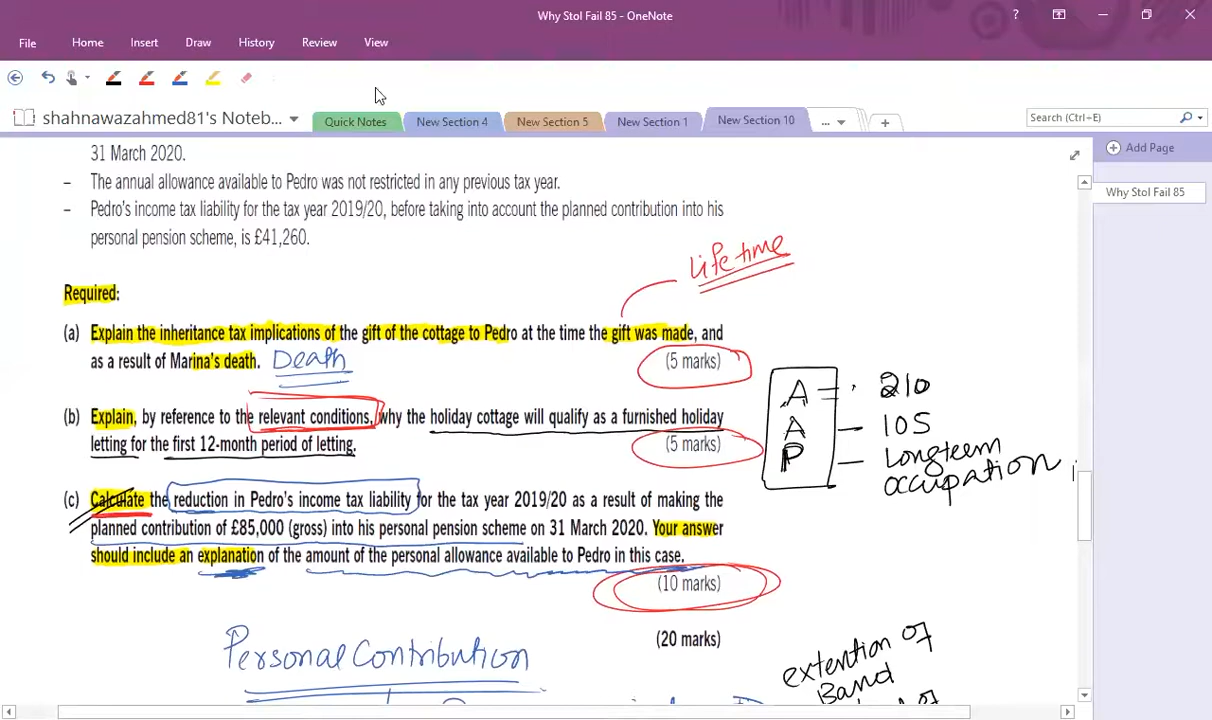 Why Stol Fail 85 - OneNote
?
File Home Insert Draw History Review View
shahnawazahmed81's Noteb...
Quick Notes
New Section 4
New Section 5
New Section 1
New Section 10
...
+
Search (Ctrl+E)
Add Page
Why Stol Fail 85
31 March 2020.
– The annual allowance available to Pedro was not restricted in any previous tax year.
– Pedro's income tax liability for the tax year 2019/20, before taking into account the planned contribution into his
personal pension scheme, is £41,260.
Lifetime
Required:
(a) Explain the inheritance tax implications of the gift of the cottage to Pedro at the time the gift was made, and
as a result of Marina's death. Death (5 marks)
(b) Explain, by reference to the relevant conditions, why the holiday cottage will qualify as a furnished holiday
letting for the first 12-month period of letting. (5 marks)
A = 210
A – 105
P – Longteem
occupation
(c) Calculate the reduction in Pedro's income tax liability for the tax year 2019/20 as a result of making the
planned contribution of £85,000 (gross) into his personal pension scheme on 31 March 2020. Your answer
should include an explanation of the amount of the personal allowance available to Pedro in this case.
(10 marks)
(20 marks)
Personal Contribution
extention of
Band